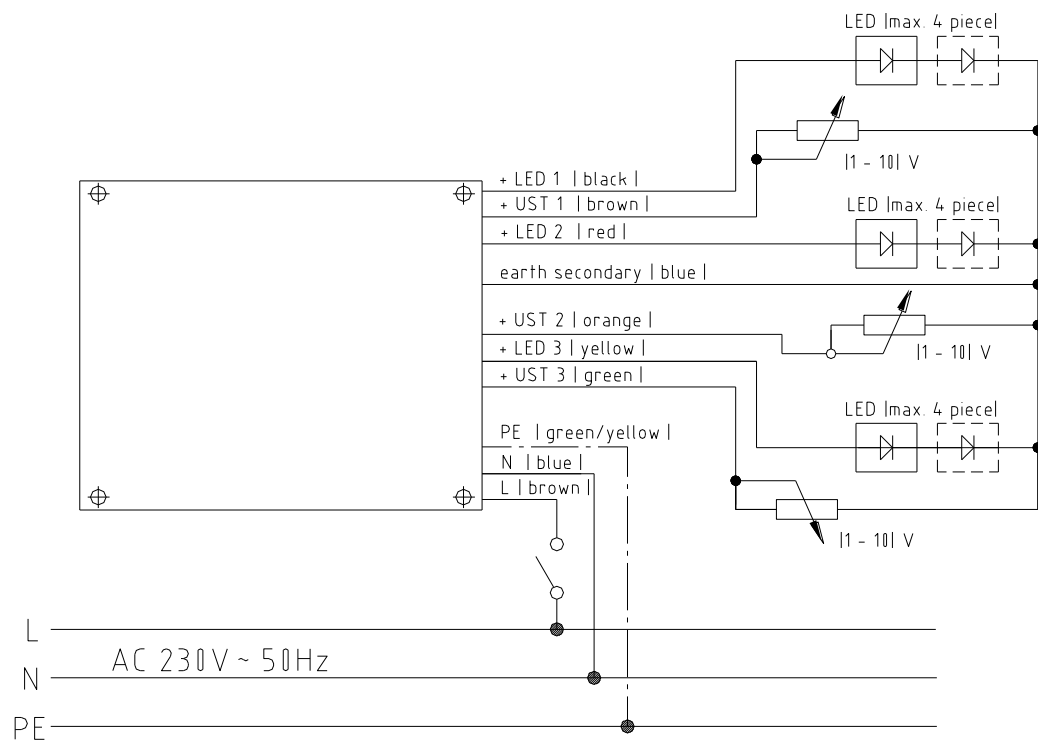 LED |max. 4 piece|
|1 - 10| V
+ LED 1 | black |
+ UST 1 | brown |
LED |max. 4 piece|
+ LED 2 | red |
earth secondary | blue |
+ UST 2 | orange |
|1 - 10| V
+ LED 3 | yellow |
+ UST 3 | green |
LED |max. 4 piece|
PE | green/yellow |
N | blue |
L | brown |
|1 - 10| V
L
AC 230V ~ 50Hz
N
PE